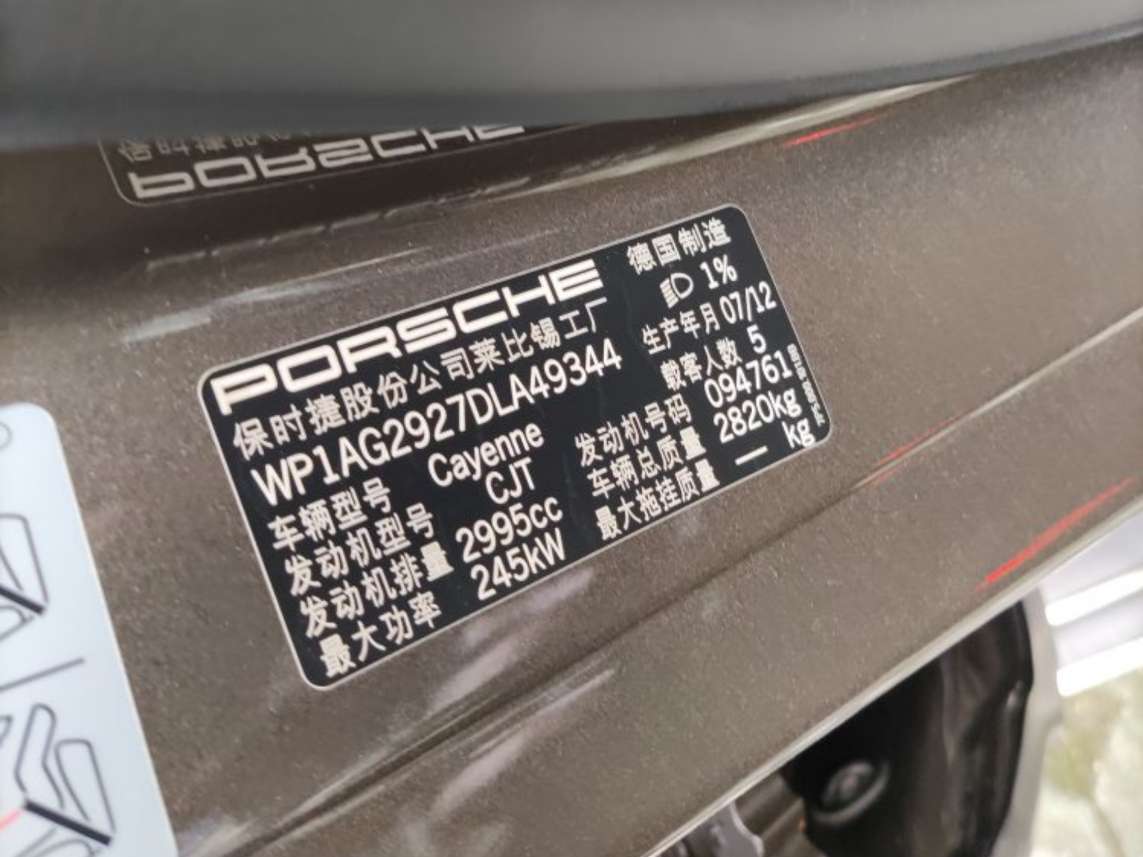 PORSCHE 德国制造
保时捷股份公司莱比锡工厂 1%
WP1AG2927DLA49344 生产年月 07/12
车辆型号 Cayenne 载客人数 5
发动机型号 CJT 发动机号码 094761
发动机排量 2995cc 车辆总质量 2820kg
最大功率 245kW 最大拖挂质量 — kg